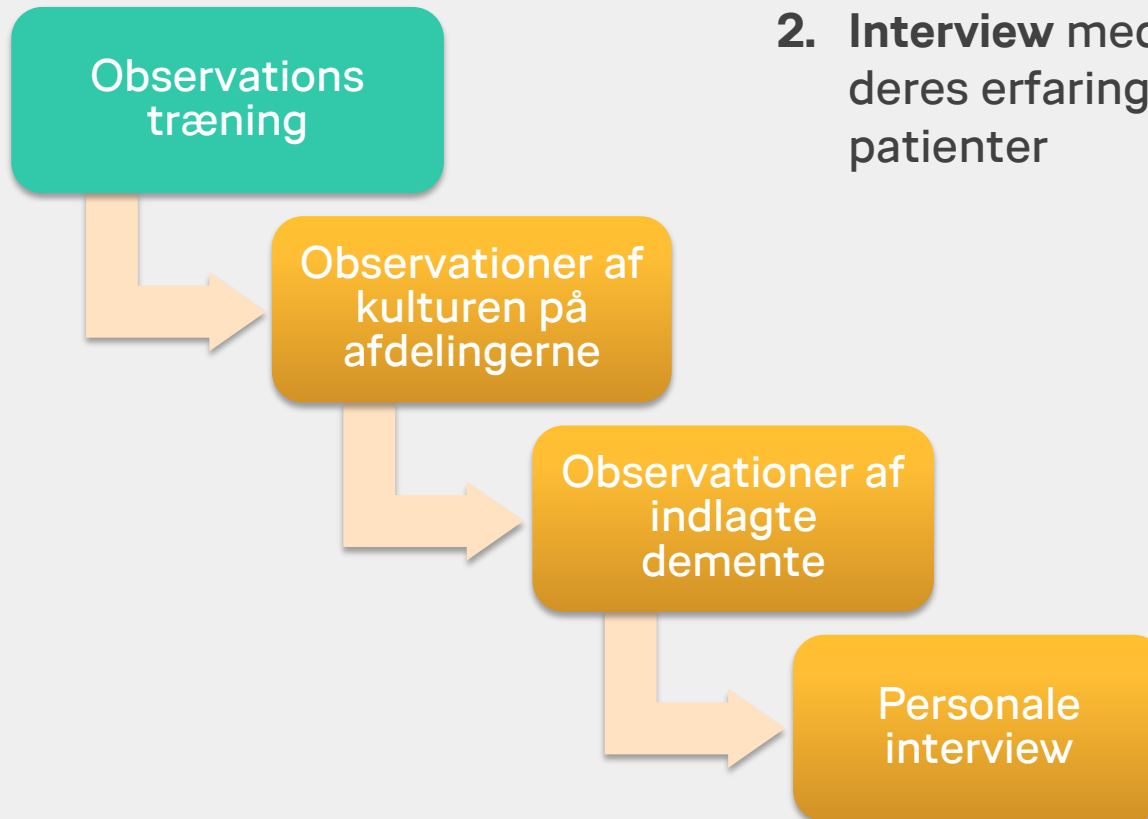 Observations
træning
2. Interview med
deres erfaring
patienter
Observationer af
kulturen på
afdelingerne
Observationer af
indlagte
demente
Personale
interview